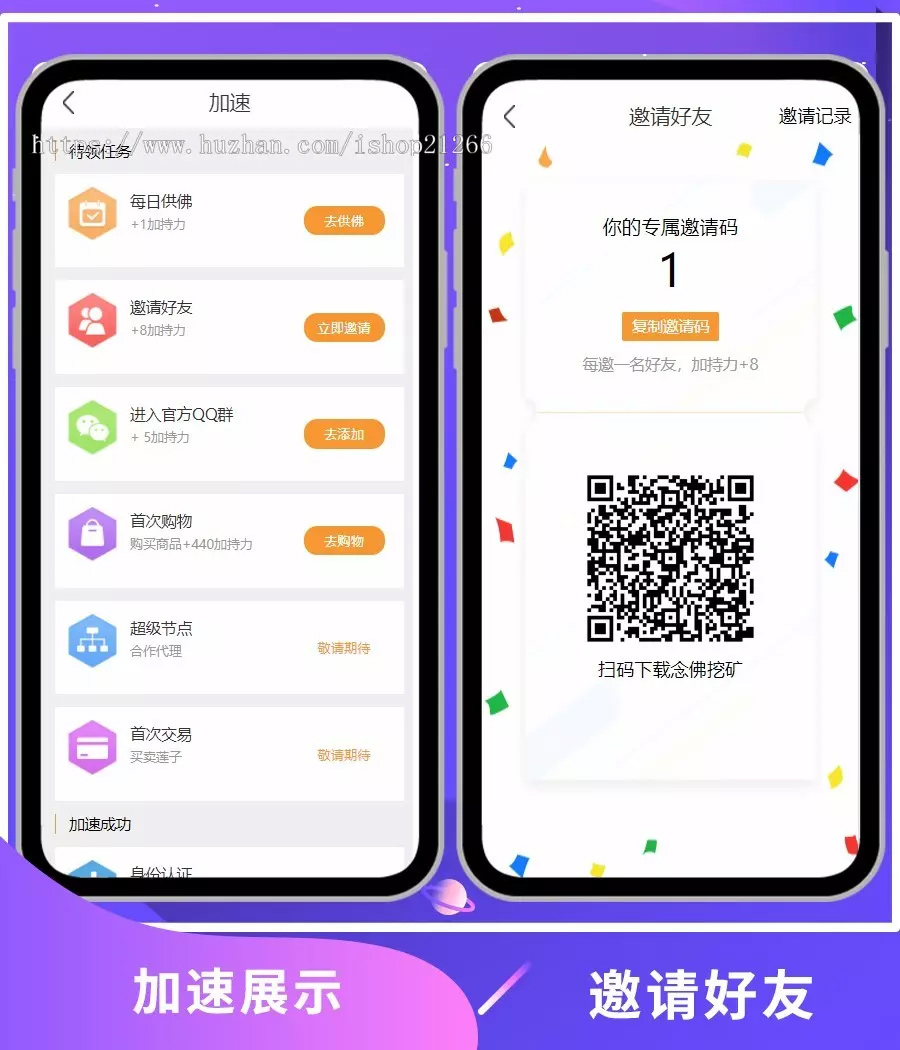 加速
https://www.huzhan.com/ishop21266
待领任务
每日供佛
+1加持力
去供佛
邀请好友
+8加持力
立即邀请
进入官方QQ群
+ 5加持力
去添加
首次购物
购买商品+440加持力
去购物
超级节点
合作代理
敬请期待
首次交易
买卖莲子
敬请期待
加速成功
身份认证
邀请好友
邀请记录
你的专属邀请码
1
复制邀请码
每邀一名好友，加持力+8
扫码下载念佛挖矿
加速展示
邀请好友